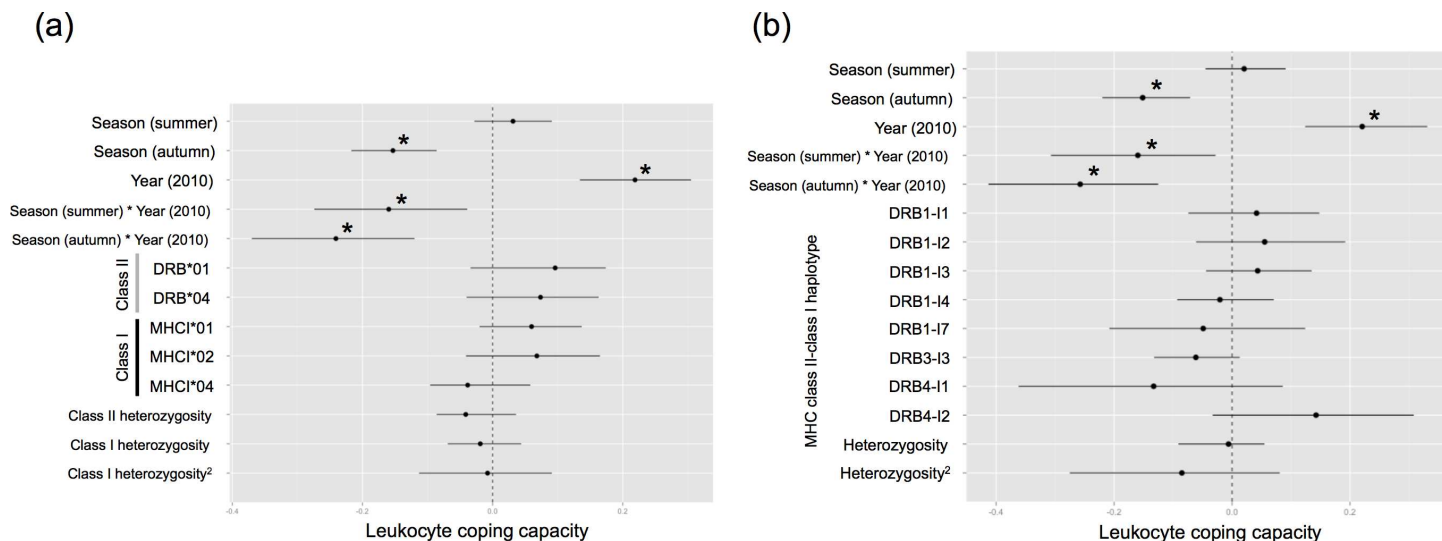 (a)
Season (summer)
Season (autumn)
*
Year (2010)
*
Season (summer) * Year (2010)
*
Season (autumn) * Year (2010)
*
Class II
DRB*01
DRB*04
Class I
MHCI*01
MHCI*02
MHCI*04
Class II heterozygosity
Class I heterozygosity
Class I heterozygosity²
-0.4 -0.2 0.0 0.2
Leukocyte coping capacity
(b)
Season (summer)
Season (autumn)
*
Year (2010)
*
Season (summer) * Year (2010)
*
Season (autumn) * Year (2010)
*
MHC class II-class I haplotype
DRB1-I1
DRB1-I2
DRB1-I3
DRB1-I4
DRB1-I7
DRB3-I3
DRB4-I1
DRB4-I2
Heterozygosity
Heterozygosity²
-0.4 -0.2 0.0 0.2
Leukocyte coping capacity